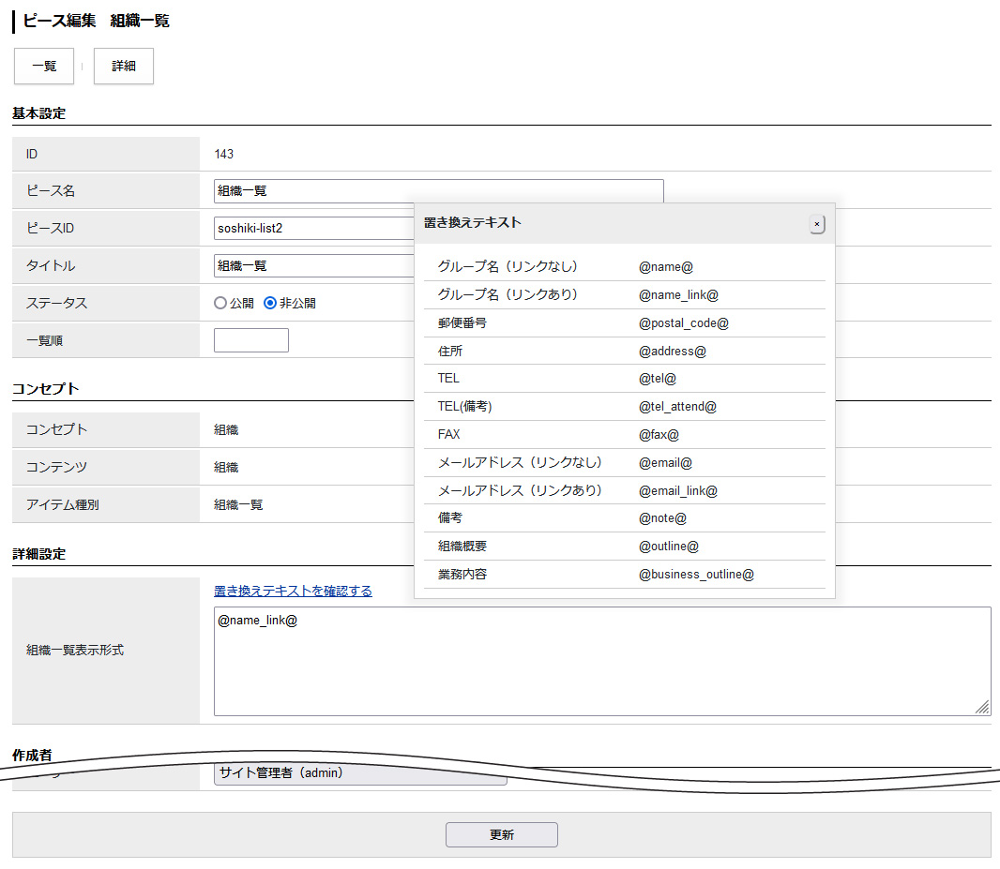 ピース編集　組織一覧
一覧
詳細
基本設定
ID 143
ピース名 組織一覧
ピースID soshiki-list2
タイトル 組織一覧
ステータス 公開 非公開
一覧順
コンセプト
コンセプト 組織
コンテンツ 組織
アイテム種別 組織一覧
詳細設定
置き換えテキストを確認する
組織一覧表示形式
@name_link@
置き換えテキスト
×
グループ名（リンクなし） @name@
グループ名（リンクあり） @name_link@
郵便番号 @postal_code@
住所 @address@
TEL @tel@
TEL(備考) @tel_attend@
FAX @fax@
メールアドレス（リンクなし） @email@
メールアドレス（リンクあり） @email_link@
備考 @note@
組織概要 @outline@
業務内容 @business_outline@
作成者
サイト管理者（admin）
更新